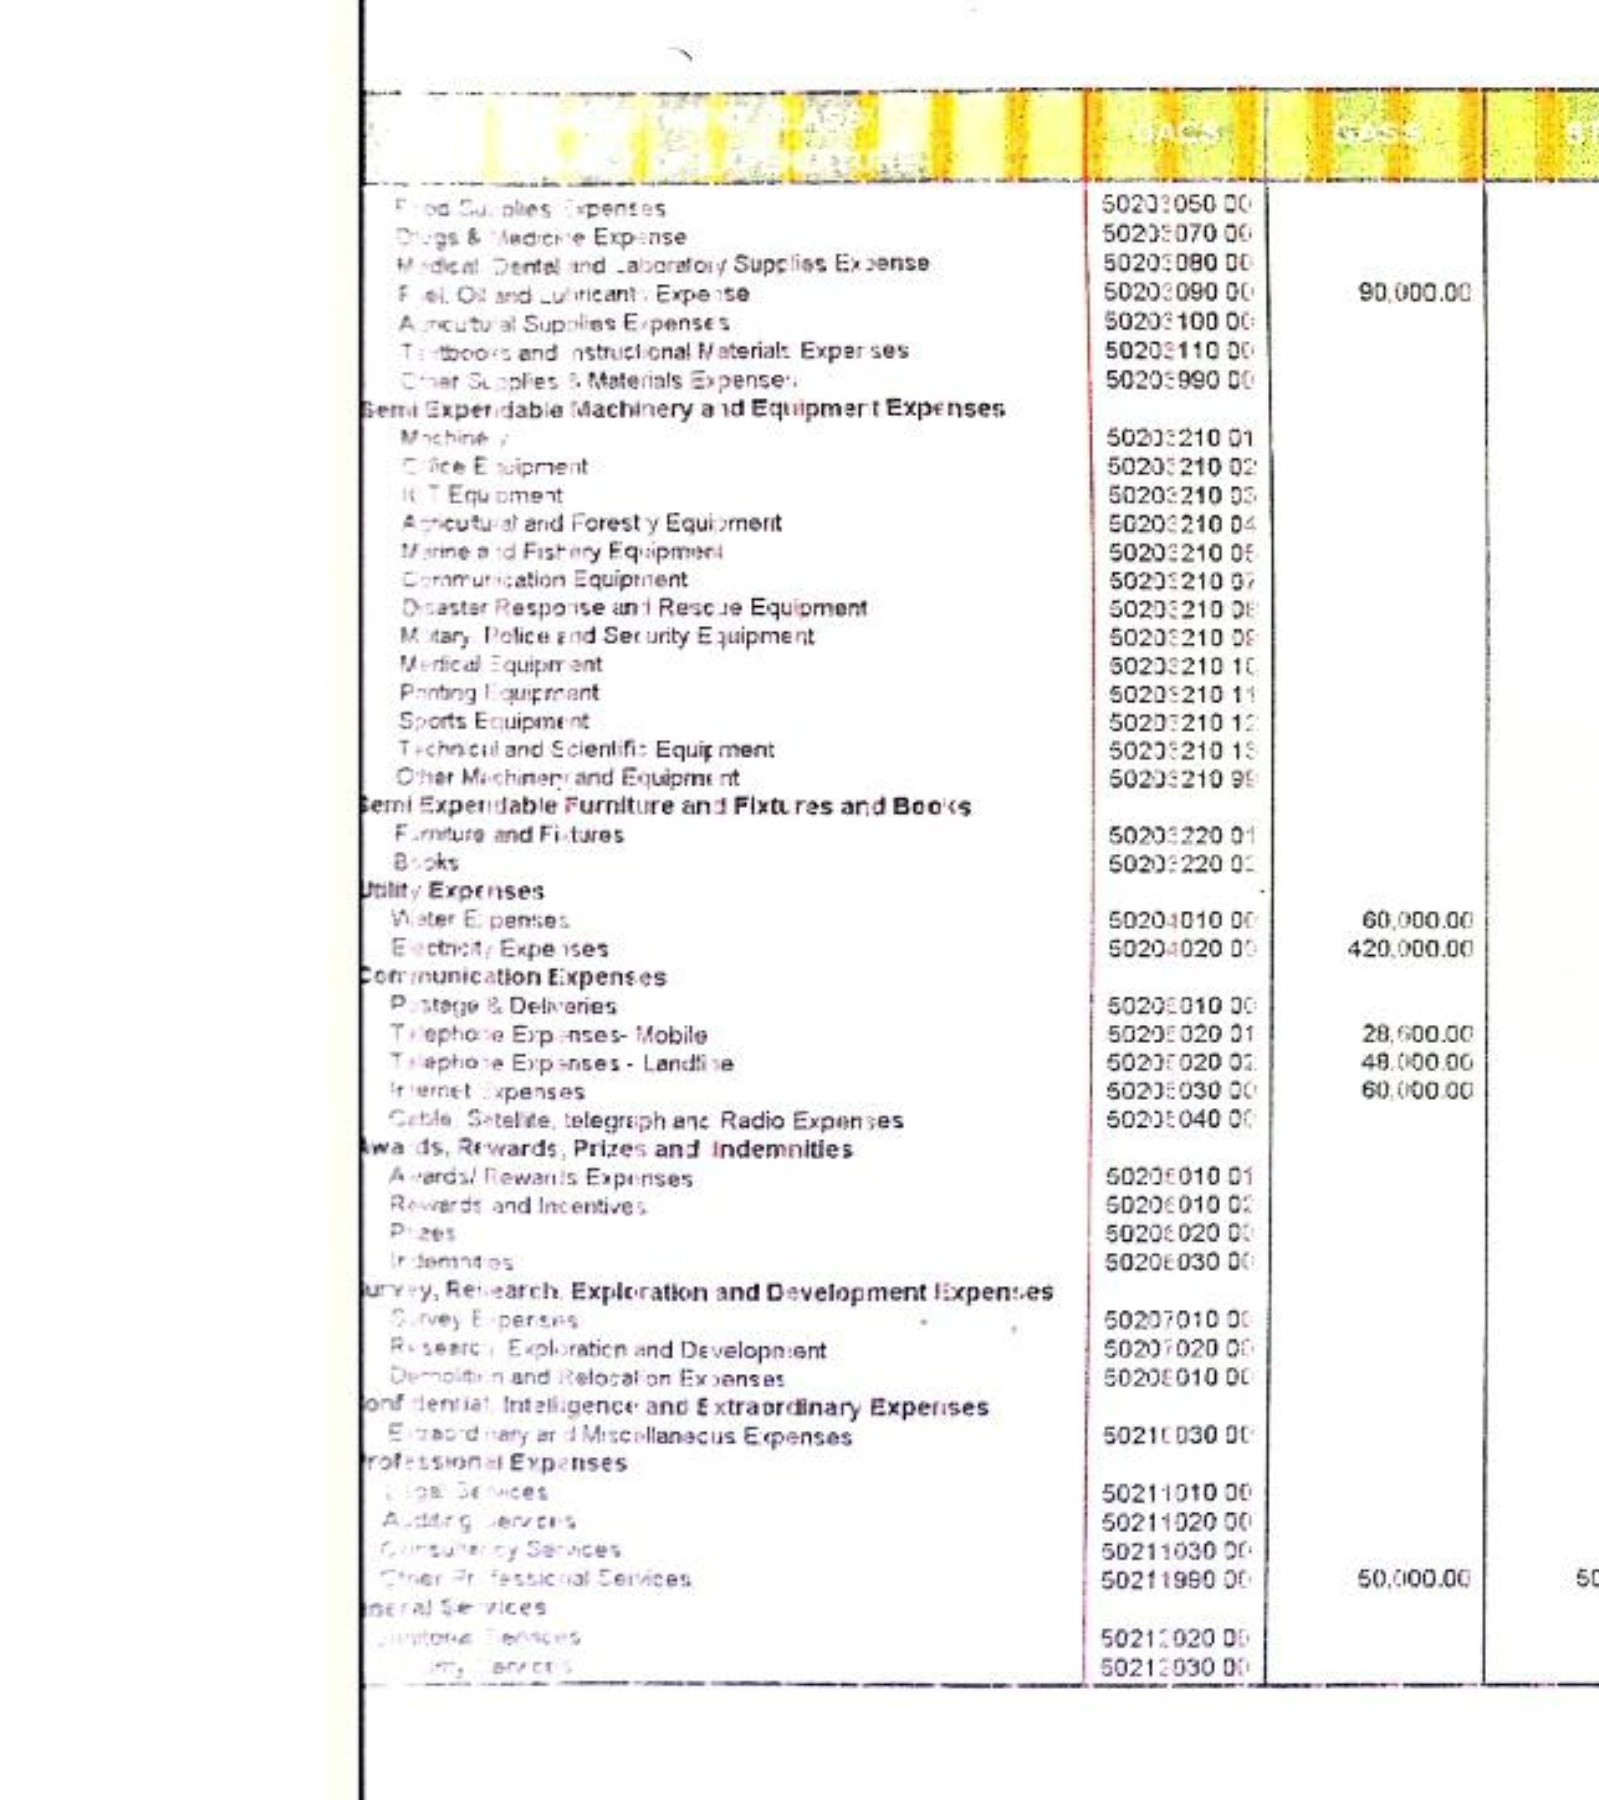 GASS
Food Supplies Expenses 50203050 00
Drugs & Medicine Expense 50203070 00
Medical, Dental and Laboratory Supplies Expense 50203080 00
Fuel, Oil and Lubricants Expense 50203090 00 90,000.00
Agricutural Supplies Expenses 50203100 00
Textbooks and Instructional Materials Expenses 50203110 00
Other Supplies & Materials Expenses 50203990 00
Semi Expendable Machinery and Equipment Expenses
Machinery 50203210 01
Office Equipment 50203210 02
ICT Equipment 50203210 03
Agricutural and Forestry Equipment 50203210 04
Marine and Fishery Equipment 50203210 05
Communication Equipment 50203210 07
Disaster Response and Rescue Equipment 50203210 08
Military, Police and Security Equipment 50203210 09
Medical Equipment 50203210 10
Printing Equipment 50203210 11
Sports Equipment 50203210 12
Technical and Scientific Equipment 50203210 13
Other Machinery and Equipment 50203210 99
Semi Expendable Furniture and Fixtures and Books
Furniture and Fixtures 50203220 01
Books 50203220 02
Utility Expenses
Water Expenses 50204010 00 60,000.00
Electricity Expenses 50204020 00 420,000.00
Communication Expenses
Postage & Deliveries 50205010 00
Telephone Expenses- Mobile 50205020 01 28,600.00
Telephone Expenses - Landline 50205020 02 48,000.00
Internet Expenses 50205030 00 60,000.00
Cable, Satellite, telegraph and Radio Expenses 50205040 00
Awards, Rewards, Prizes and Indemnities
Awards/ Rewards Expenses 50206010 01
Rewards and Incentives 50206010 02
Prizes 50206020 00
Indemnities 50206030 00
urvey, Research, Exploration and Development Expenses
Survey Expenses 50207010 00
Research, Exploration and Development 50207020 00
Demolition and Relocation Expenses 50208010 00
onfidential, Intelligence and Extraordinary Expenses
Extraordinary and Miscellaneous Expenses 50210030 00
rofessional Expenses
Legal Services 50211010 00
Auditing Services 50211020 00
Consultancy Services 50211030 00
Other Professional Services 50211990 00 50,000.00 50
neral Services
Janitorial Services 50212020 00
Services 50212030 00